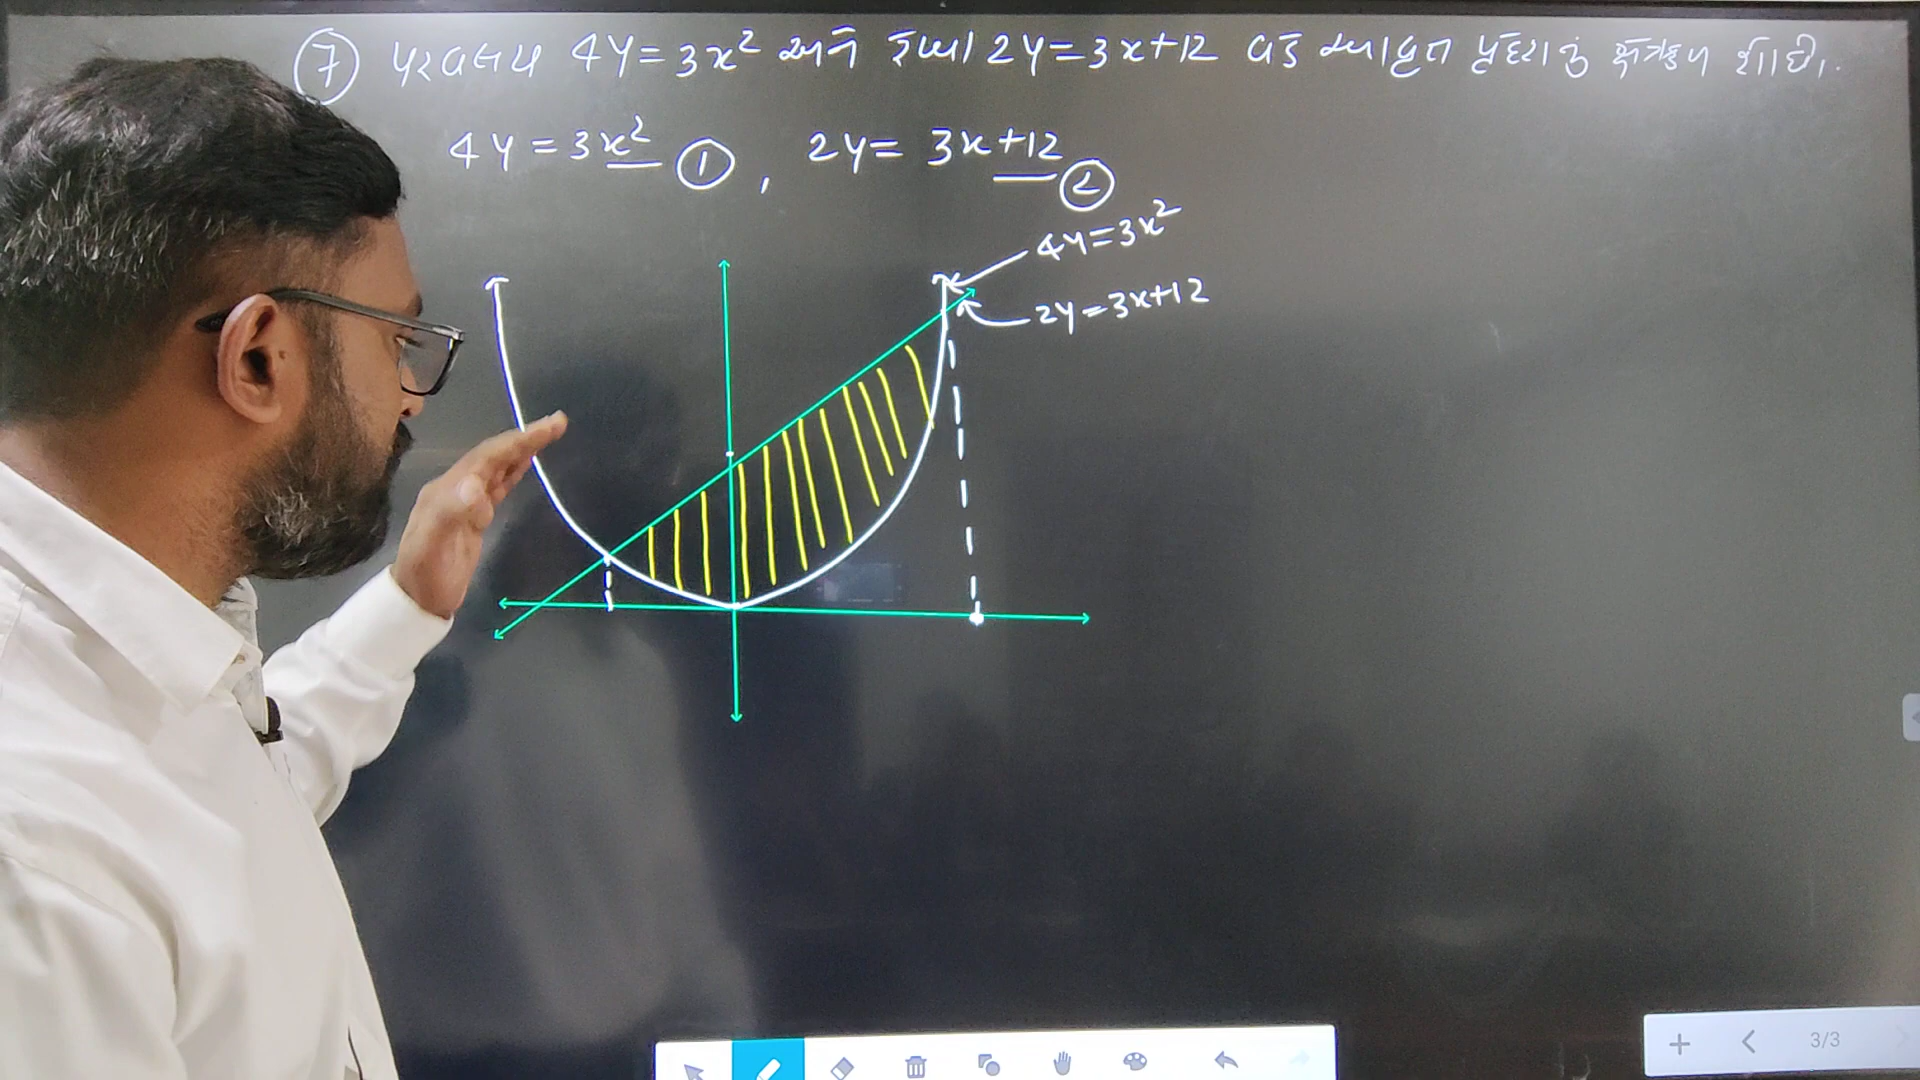 ⑦ પરવલય 4y=3x² અને રેખા 2y=3x+12 વડે આવૃત પ્રદેશનું ક્ષેત્રફળ શોધો.
4y=3x² ① , 2y= 3x+12 ②
4y=3x²
2y=3x+12
3/3